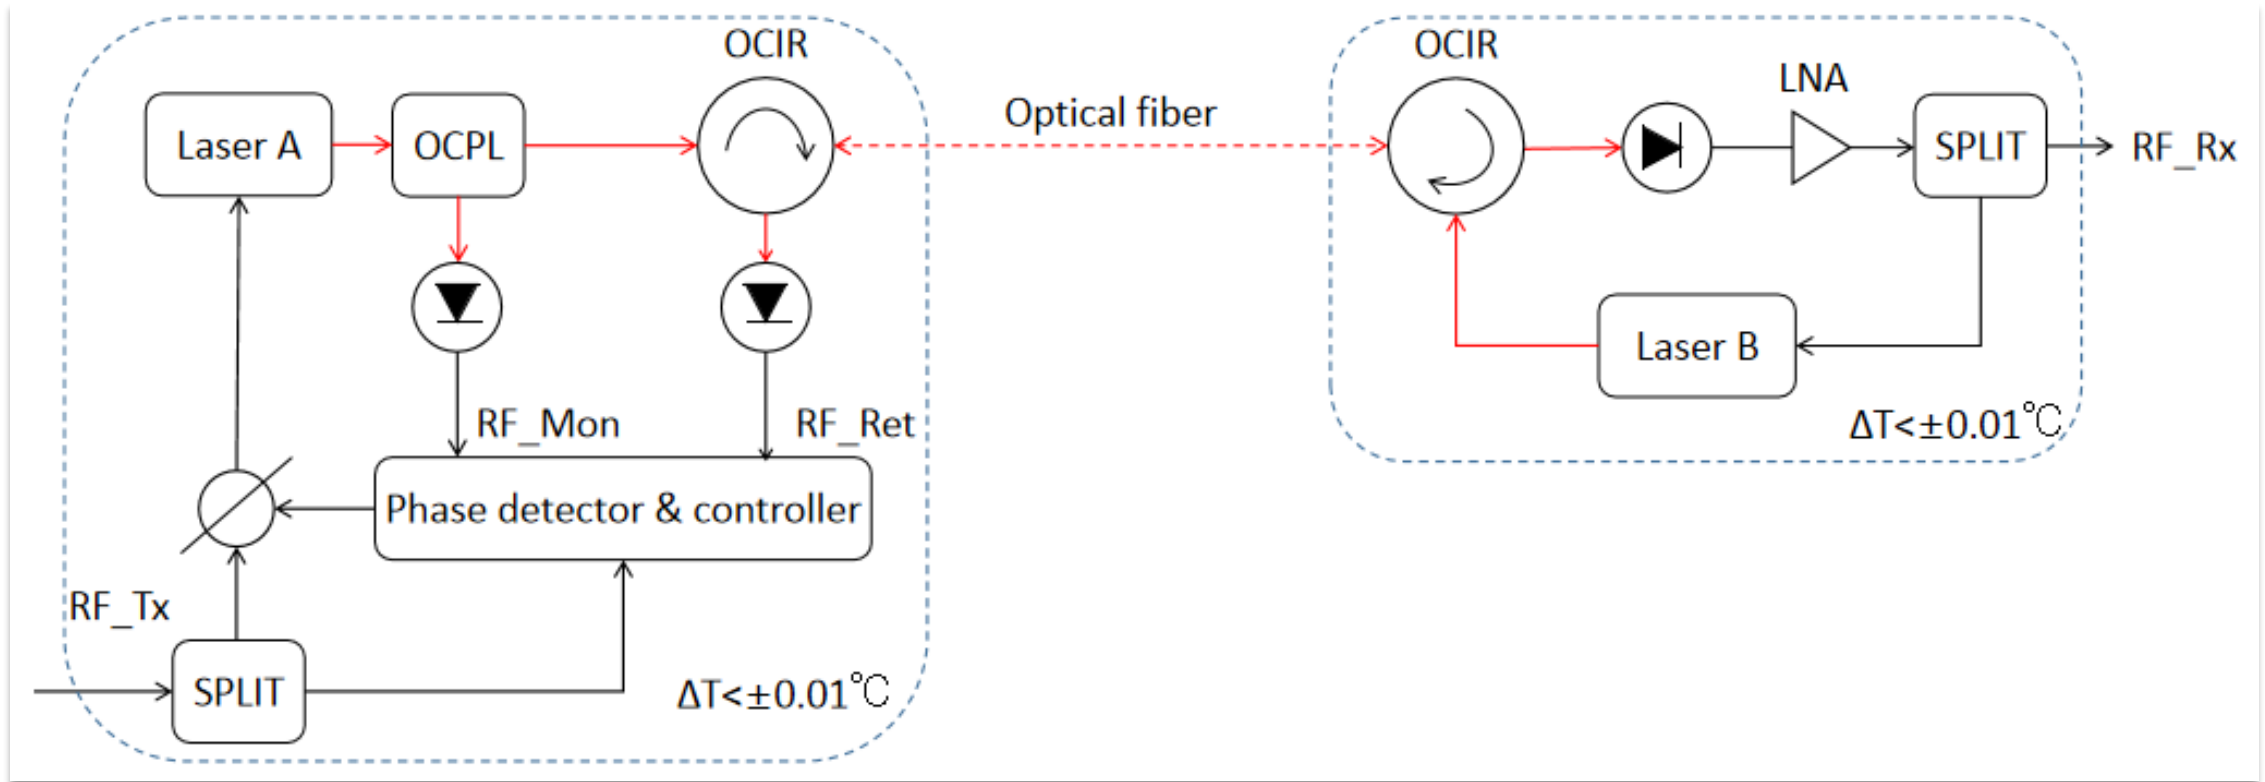 OCIR
OCIR
LNA
Laser A
OCPL
Optical fiber
SPLIT
RF_Rx
Laser B
RF_Mon
RF_Ret
ΔT<±0.01℃
Phase detector & controller
RF_Tx
SPLIT
ΔT<±0.01℃